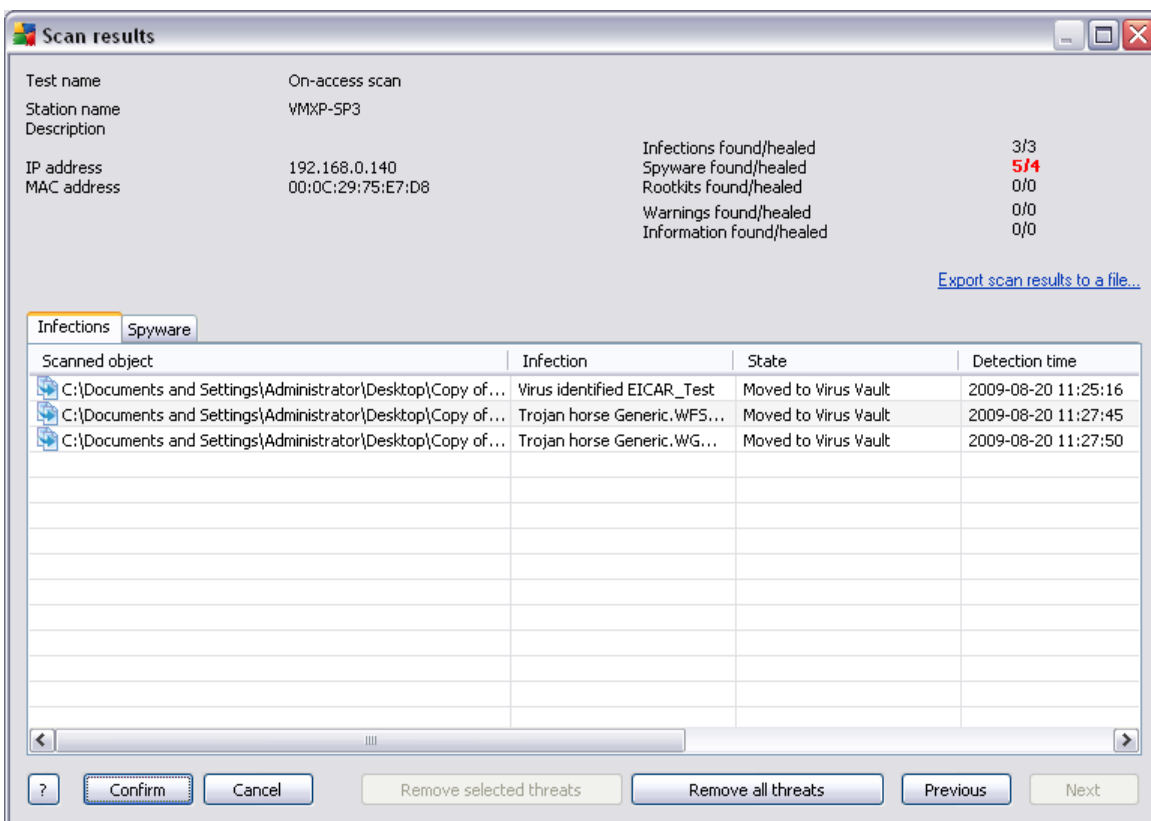 Scan results
Test name On-access scan
Station name VMXP-SP3
Description
IP address 192.168.0.140
MAC address 00:0C:29:75:E7:D8
Infections found/healed 3/3
Spyware found/healed 5/4
Rootkits found/healed 0/0
Warnings found/healed 0/0
Information found/healed 0/0
Export scan results to a file...
Infections Spyware
Scanned object Infection State Detection time
C:\Documents and Settings\Administrator\Desktop\Copy of... Virus identified EICAR_Test Moved to Virus Vault 2009-08-20 11:25:16
C:\Documents and Settings\Administrator\Desktop\Copy of... Trojan horse Generic.WFS... Moved to Virus Vault 2009-08-20 11:27:45
C:\Documents and Settings\Administrator\Desktop\Copy of... Trojan horse Generic.WG... Moved to Virus Vault 2009-08-20 11:27:50
? Confirm Cancel Remove selected threats Remove all threats Previous Next